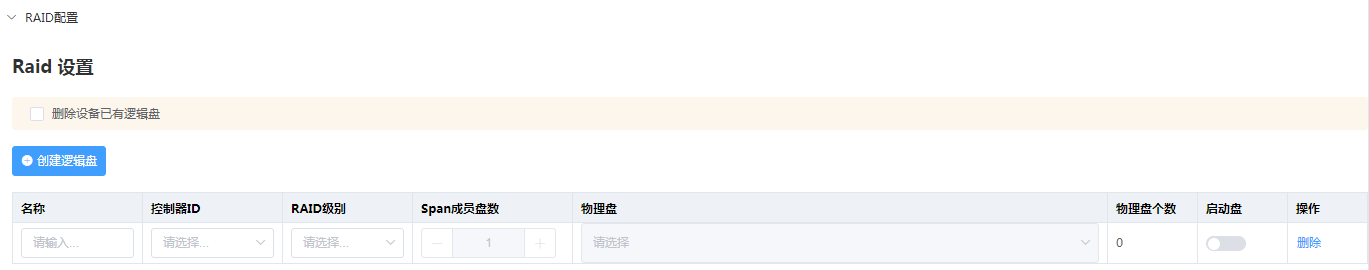 RAID配置
Raid 设置
删除设备已有逻辑盘
创建逻辑盘
名称 控制器ID RAID级别 Span成员盘数 物理盘 物理盘个数 启动盘 操作
请输入... 请选择... 请选择... 1 请选择 0 删除